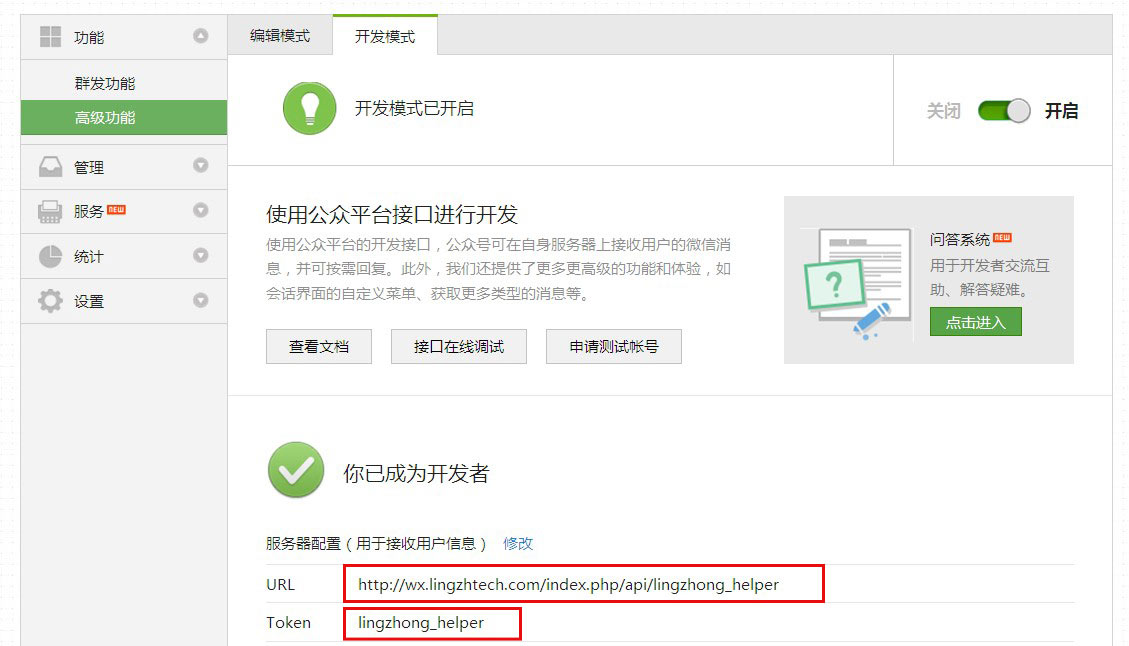 功能
群发功能
高级功能
管理
服务 NEW
统计
设置
编辑模式
开发模式
开发模式已开启
关闭
开启
使用公众平台接口进行开发
使用公众平台的开发接口，公众号可在自身服务器上接收用户的微信消
息，并可按需回复。此外，我们还提供了更多更高级的功能和体验，如
会话界面的自定义菜单、获取更多类型的消息等。
查看文档
接口在线调试
申请测试帐号
?
问答系统 NEW
用于开发者交流互
助、解答疑难。
点击进入
你已成为开发者
服务器配置（用于接收用户信息） 修改
URL http://wx.lingzhtech.com/index.php/api/lingzhong_helper
Token lingzhong_helper